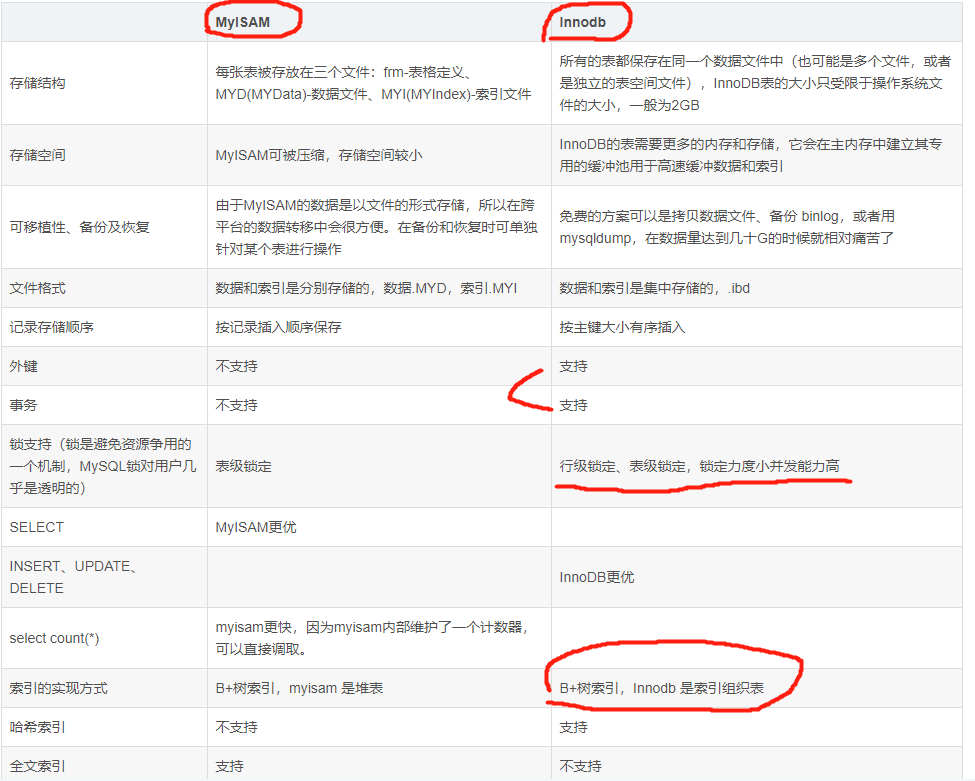 MyISAM
Innodb
存储结构
每张表被存放在三个文件：frm-表格定义、
MYD(MYData)-数据文件、MYI(MYIndex)-索引文件
所有的表都保存在同一个数据文件中（也可能是多个文件，或者
是独立的表空间文件），InnoDB表的大小只受限于操作系统文
件的大小，一般为2GB
存储空间
MyISAM可被压缩，存储空间较小
InnoDB的表需要更多的内存和存储，它会在主内存中建立其专
用的缓冲池用于高速缓冲数据和索引
可移植性、备份及恢复
由于MyISAM的数据是以文件的形式存储，所以在跨
平台的数据转移中会很方便。在备份和恢复时可单独
针对某个表进行操作
免费的方案可以是拷贝数据文件、备份 binlog，或者用
mysqldump，在数据量达到几十G的时候就相对痛苦了
文件格式
数据和索引是分别存储的，数据.MYD，索引.MYI
数据和索引是集中存储的，.ibd
记录存储顺序
按记录插入顺序保存
按主键大小有序插入
外键
不支持
支持
事务
不支持
支持
锁支持（锁是避免资源争用的
一个机制，MySQL锁对用户几
乎是透明的）
表级锁定
行级锁定、表级锁定，锁定力度小并发能力高
SELECT
MyISAM更优
INSERT、UPDATE、
DELETE
InnoDB更优
select count(*)
myisam更快，因为myisam内部维护了一个计数器，
可以直接调取。
索引的实现方式
B+树索引，myisam 是堆表
B+树索引，Innodb 是索引组织表
哈希索引
不支持
支持
全文索引
支持
不支持